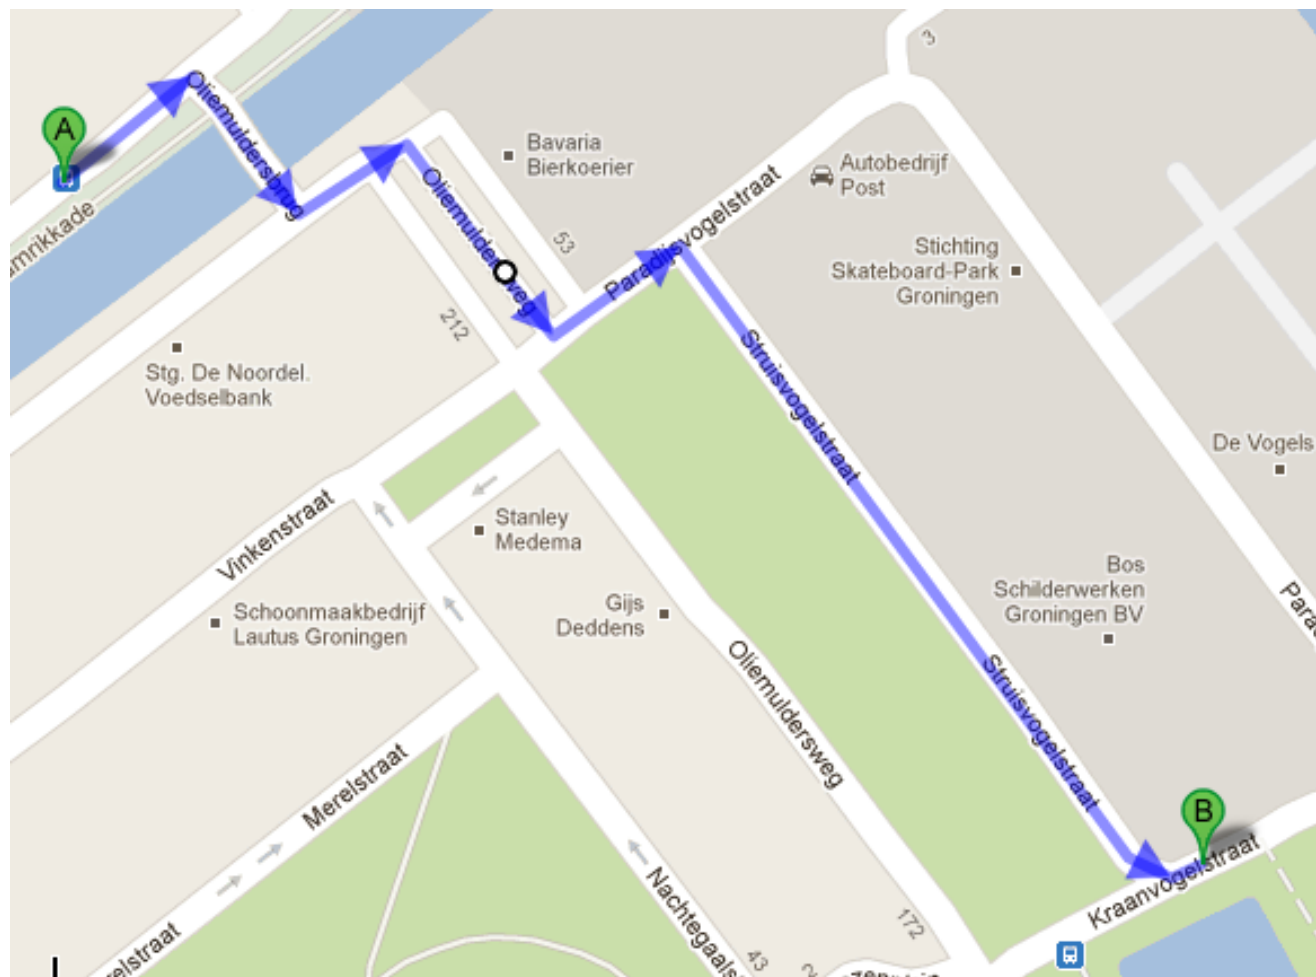 A
Oliemuldersbrug
Bavaria
Bierkoerier
3
Autobedrijf
Post
Oliemuldersweg
53
Paradijsvogelstraat
Stichting
Skateboard-Park
Groningen
212
Stg. De Noordel.
Voedselbank
Struisvogelstraat
De Vogels
Vinkenstraat
Stanley
Medema
Bos
Schilderwerken
Groningen BV
Schoonmaakbedrijf
Lautus Groningen
Gijs
Deddens
Oliemuldersweg
Struisvogelstraat
Merelstraat
B
Kraanvogelstraat
172
43